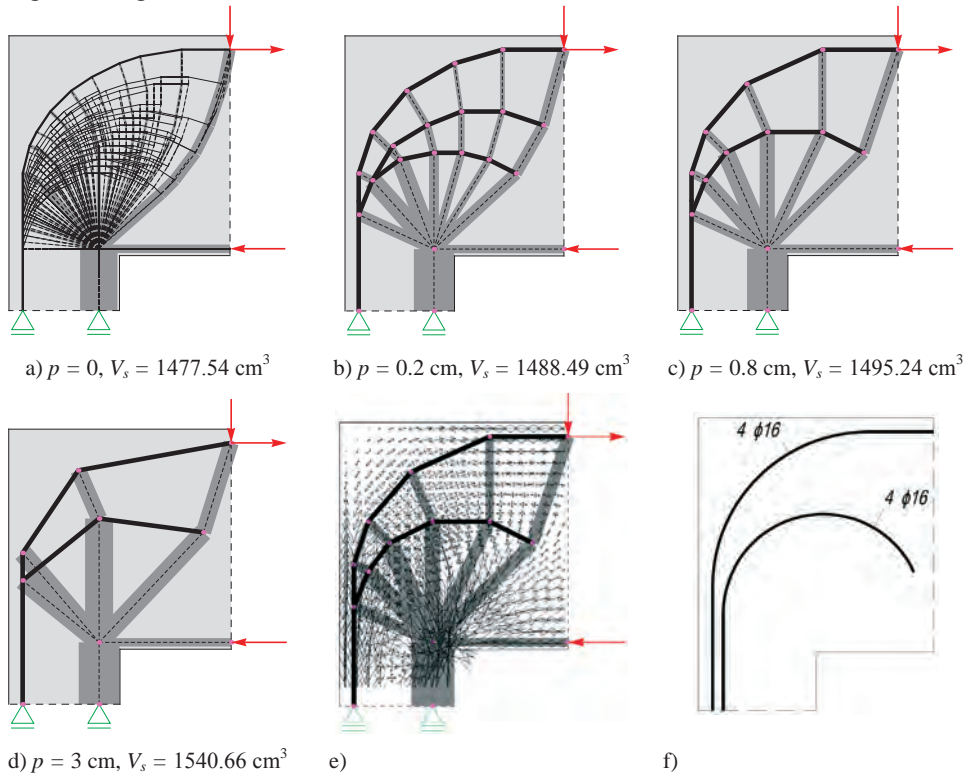 a) p = 0, Vs = 1477.54 cm³
b) p = 0.2 cm, Vs = 1488.49 cm³
c) p = 0.8 cm, Vs = 1495.24 cm³
4 ϕ16
4 ϕ16
d) p = 3 cm, Vs = 1540.66 cm³
e)
f)